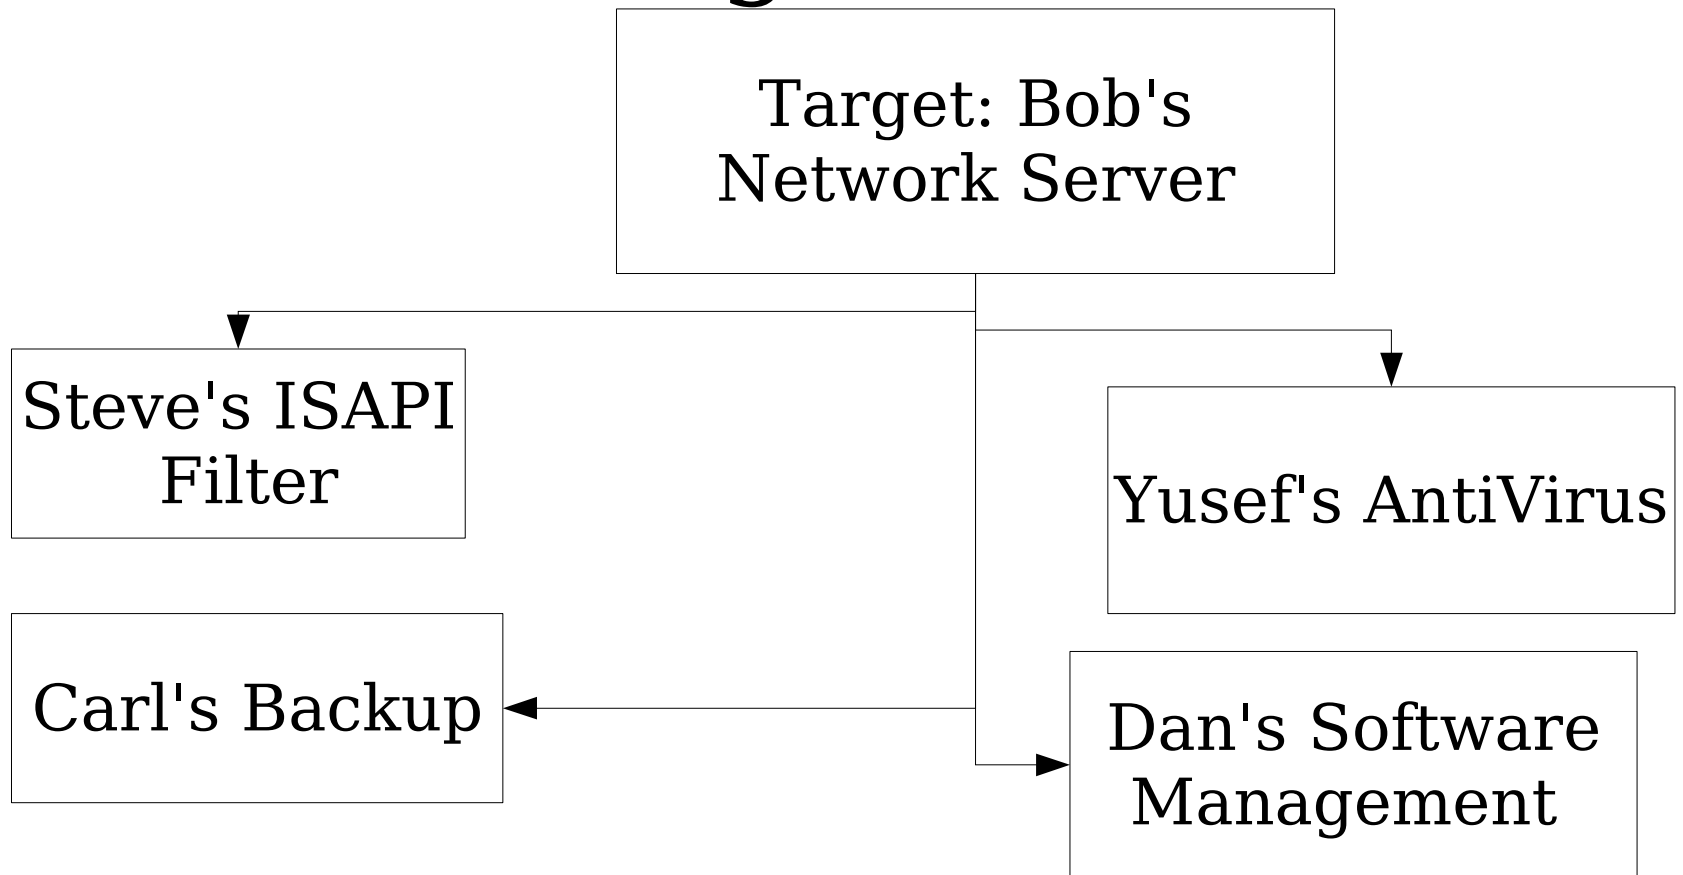 Target: Bob's
Network Server
Steve's ISAPI
Filter
Yusef's AntiVirus
Carl's Backup
Dan's Software
Management